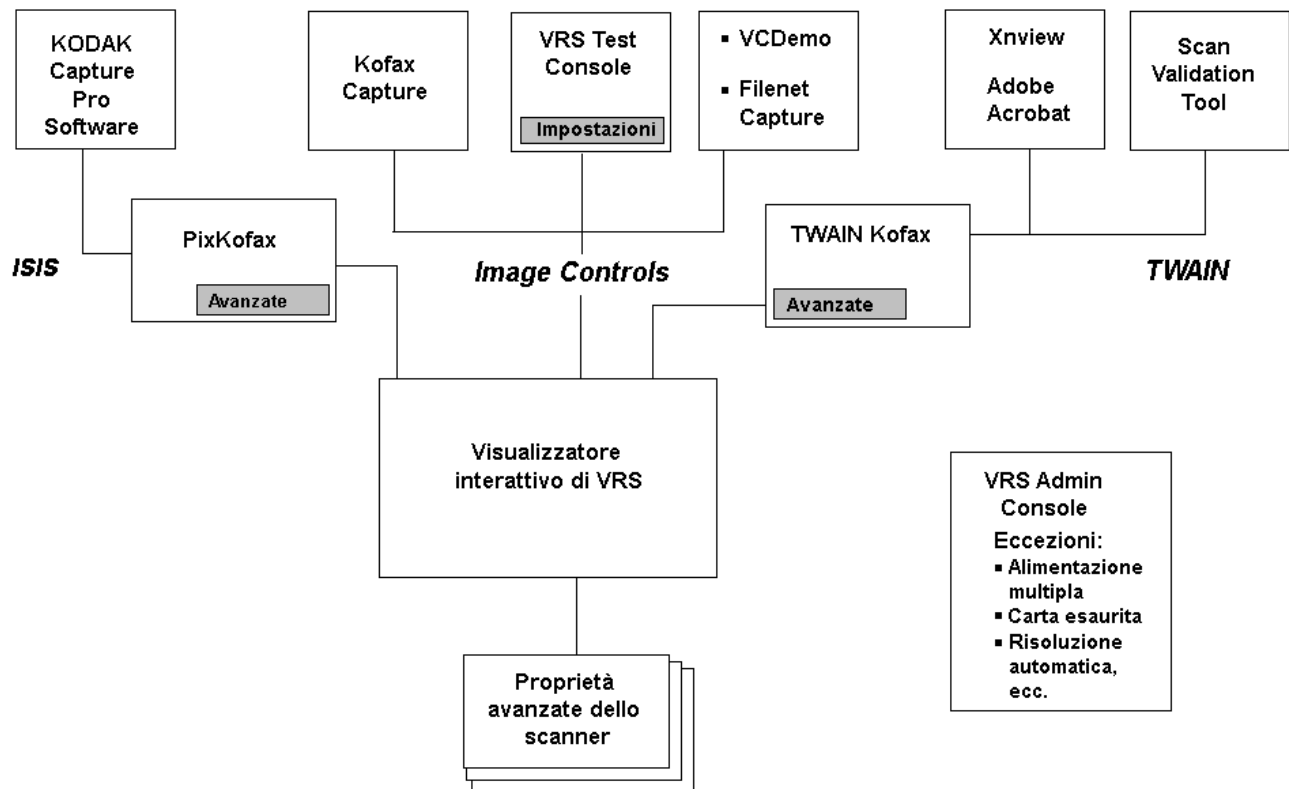 KODAK
Capture
Pro
Software
Kofax
Capture
VRS Test
Console
Impostazioni
▪ VCDemo
▪ Filenet
Capture
Xnview
Adobe
Acrobat
Scan
Validation
Tool
PixKofax
Avanzate
TWAIN Kofax
Avanzate
ISIS
Image Controls
TWAIN
Visualizzatore
interattivo di VRS
VRS Admin
Console
Eccezioni:
▪ Alimentazione
multipla
▪ Carta esaurita
▪ Risoluzione
automatica,
ecc.
Proprietà
avanzate dello
scanner